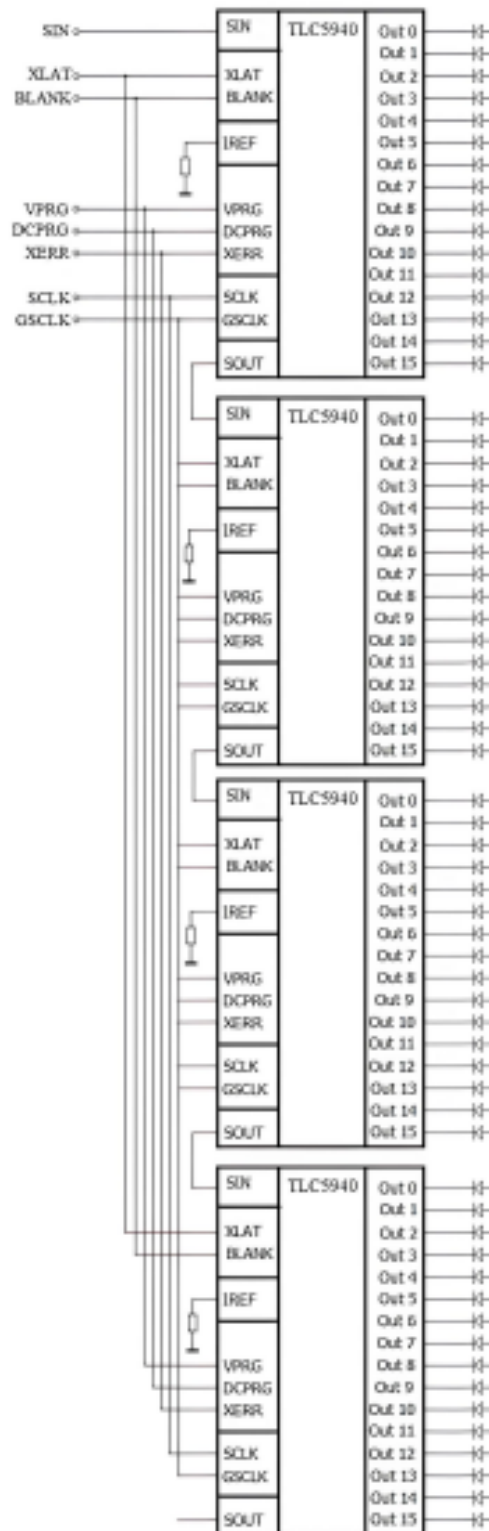 SIN SIN TLC5940 Out 0
Out 1
XLAT XLAT Out 2
BLANK BLANK Out 3
Out 4
IREF Out 5
Out 6
Out 7
VPRG VPRG Out 8
DCPRG DCPRG Out 9
XERR XERR Out 10
Out 11
SCLK SCLK Out 12
GSCLK GSCLK Out 13
Out 14
SOUT Out 15
SIN TLC5940 Out 0
Out 1
XLAT Out 2
BLANK Out 3
Out 4
IREF Out 5
Out 6
Out 7
VPRG Out 8
DCPRG Out 9
XERR Out 10
Out 11
SCLK Out 12
GSCLK Out 13
Out 14
SOUT Out 15
SIN TLC5940 Out 0
Out 1
XLAT Out 2
BLANK Out 3
Out 4
IREF Out 5
Out 6
Out 7
VPRG Out 8
DCPRG Out 9
XERR Out 10
Out 11
SCLK Out 12
GSCLK Out 13
Out 14
SOUT Out 15
SIN TLC5940 Out 0
Out 1
XLAT Out 2
BLANK Out 3
Out 4
IREF Out 5
Out 6
Out 7
VPRG Out 8
DCPRG Out 9
XERR Out 10
Out 11
SCLK Out 12
GSCLK Out 13
Out 14
SOUT Out 15